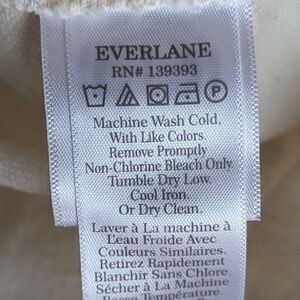 EVERLANE
RN# 139393
P
Machine Wash Cold,
With Like Colors.
Remove Promptly
Non-Chlorine Bleach Only.
Tumble Dry Low.
Cool Iron.
Or Dry Clean.
Laver à La machine à
L'eau Froide Avec
Couleurs Similaires.
Retirez Rapidement
Blanchir Sans Chlore.
Sécher à La Machine
Basse Température.